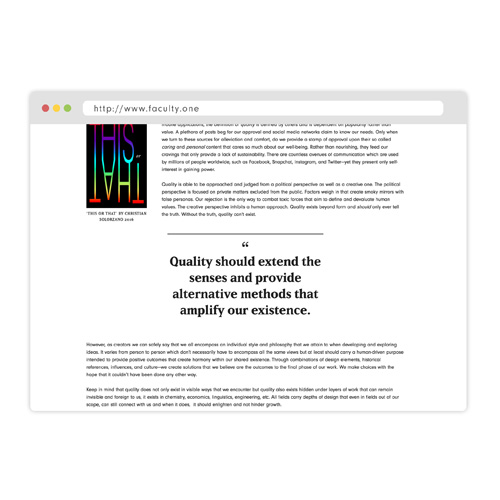 http://www.faculty.one
mobile applications, the definition of quality is defined by others and is dependent on popularity rather than
value. A plethora of posts beg for our approval and social media networks claim to know our needs. Only when
we turn to these sources for alleviation and comfort, do we provide a stamp of approval upon their so called
caring and personal content that cares so much about our well-being. Rather than nourishing, they feed our
cravings that only provide a lack of sustainability. There are countless avenues of communication which are used
by millions of people worldwide, such as Facebook, Snapchat, Instagram, and Twitter—yet they present only self-
interest in gaining power.
THIS
or
THAT
'THIS OR THAT' BY CHRISTIAN
SOLORZANO 2016
Quality is able to be approached and judged from a political perspective as well as a creative one. The political
perspective is focused on private matters excluded from the public. Factors weigh in that create smoky mirrors with
false personas. Our rejection is the only way to combat toxic forces that aim to define and devaluate human
values. The creative perspective inhibits a human approach. Quality exists beyond form and should only ever tell
the truth. Without the truth, quality can't exist.
“
Quality should extend the
senses and provide
alternative methods that
amplify our existence.
However, as creators we can safely say that we all encompass an individual style and philosophy that we attain to when developing and exploring
ideas. It varies from person to person which don't necessarily have to encompass all the same views but at least should carry a human-driven purpose
intended to provide positive outcomes that create harmony within our shared existence. Through combinations of design elements, historical
references, influences, and culture—we create solutions that we believe are the outcomes to the final phase of our work. We make choices with the
hope that it couldn't have been done any other way.
Keep in mind that quality does not only exist in visible ways that we encounter but quality also exists hidden under layers of work that can remain
invisible and foreign to us, it exists in chemistry, economics, linguistics, engineering, etc. All fields carry depths of design that even in fields out of our
scope, can still connect with us and when it does, it should enlighten and not hinder growth.